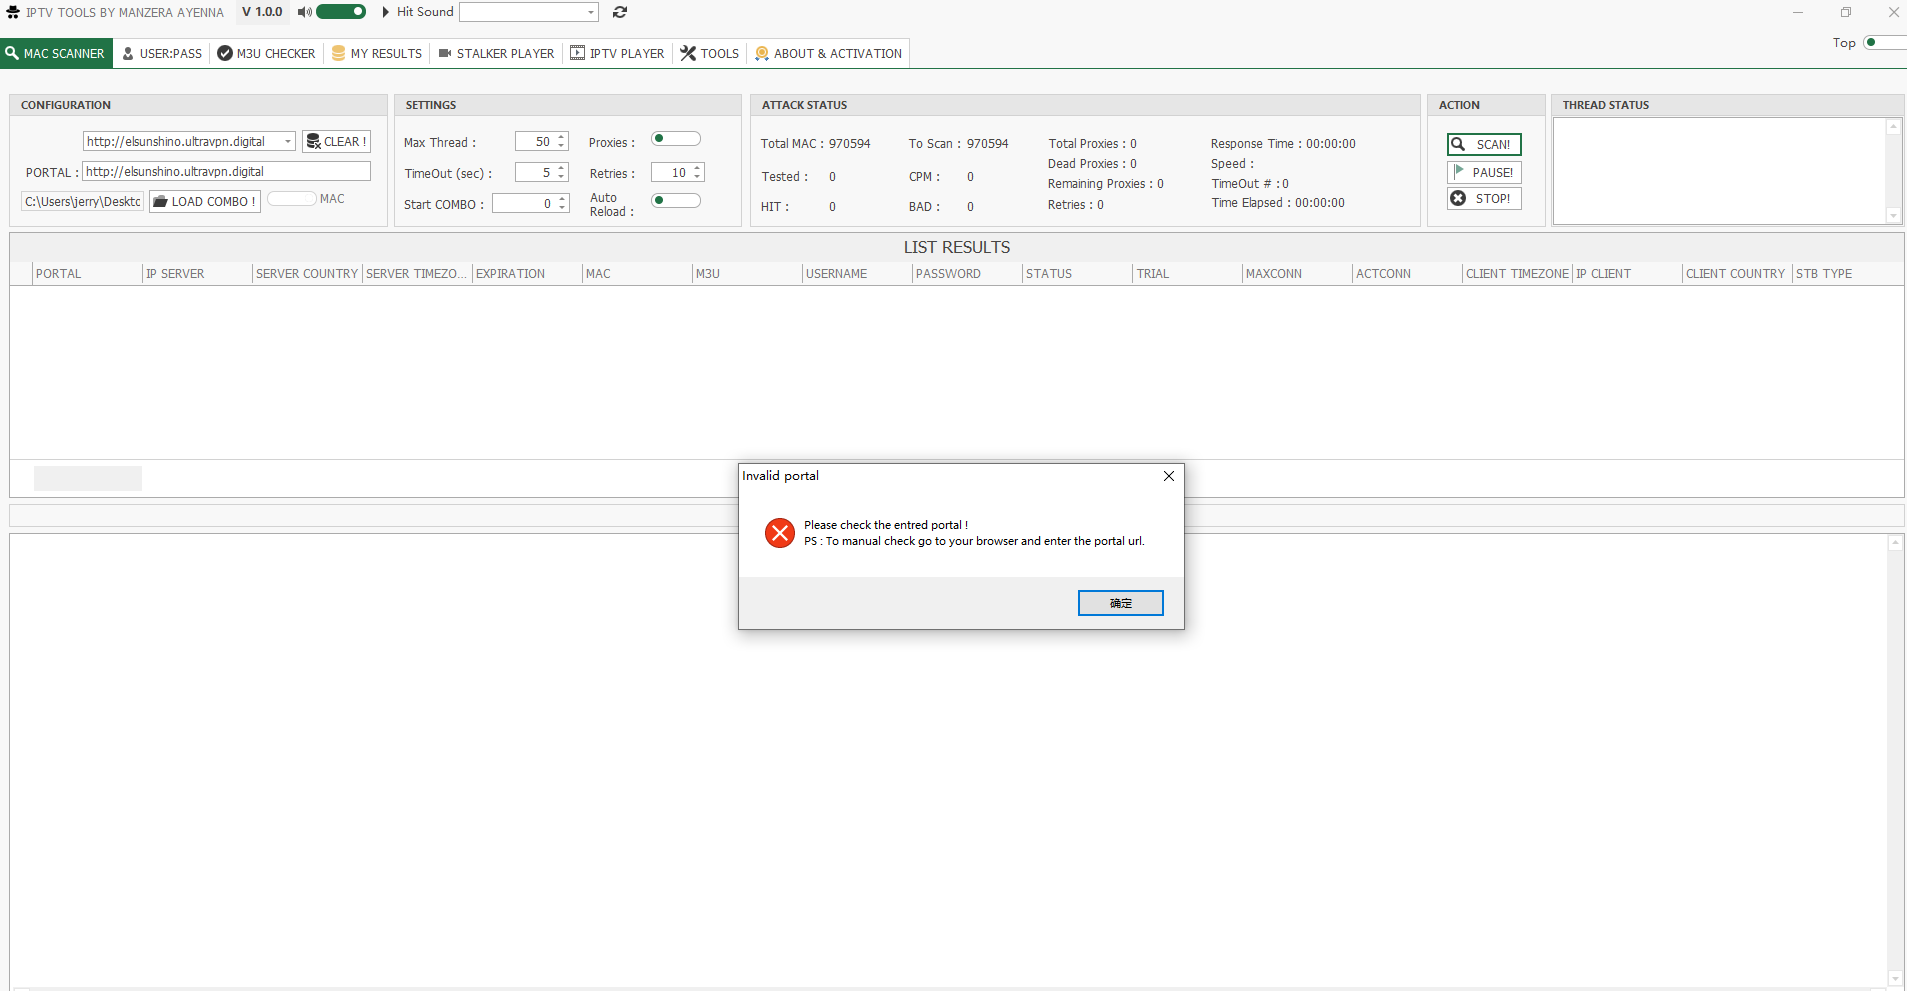 IPTV TOOLS BY MANZERA AYENNA V 1.0.0 Hit Sound
Top
MAC SCANNER USER:PASS M3U CHECKER MY RESULTS STALKER PLAYER IPTV PLAYER TOOLS ABOUT & ACTIVATION
CONFIGURATION
http://elsunshino.ultravpn.digital CLEAR !
PORTAL : http://elsunshino.ultravpn.digital
C:\Users\jerry\Deskto LOAD COMBO ! MAC
SETTINGS
Max Thread : 50 Proxies :
TimeOut (sec) : 5 Retries : 10
Start COMBO : 0 Auto
Reload :
ATTACK STATUS
Total MAC : 970594 To Scan : 970594 Total Proxies : 0 Response Time : 00:00:00
Dead Proxies : 0 Speed :
Tested : 0 CPM : 0 Remaining Proxies : 0 TimeOut # :0
HIT : 0 BAD : 0 Retries : 0 Time Elapsed : 00:00:00
ACTION
SCAN!
PAUSE!
STOP!
THREAD STATUS
LIST RESULTS
PORTAL IP SERVER SERVER COUNTRY SERVER TIMEZO... EXPIRATION MAC M3U USERNAME PASSWORD STATUS TRIAL MAXCONN ACTCONN CLIENT TIMEZONE IP CLIENT CLIENT COUNTRY STB TYPE
Invalid portal
Please check the entred portal !
PS : To manual check go to your browser and enter the portal url.
确定